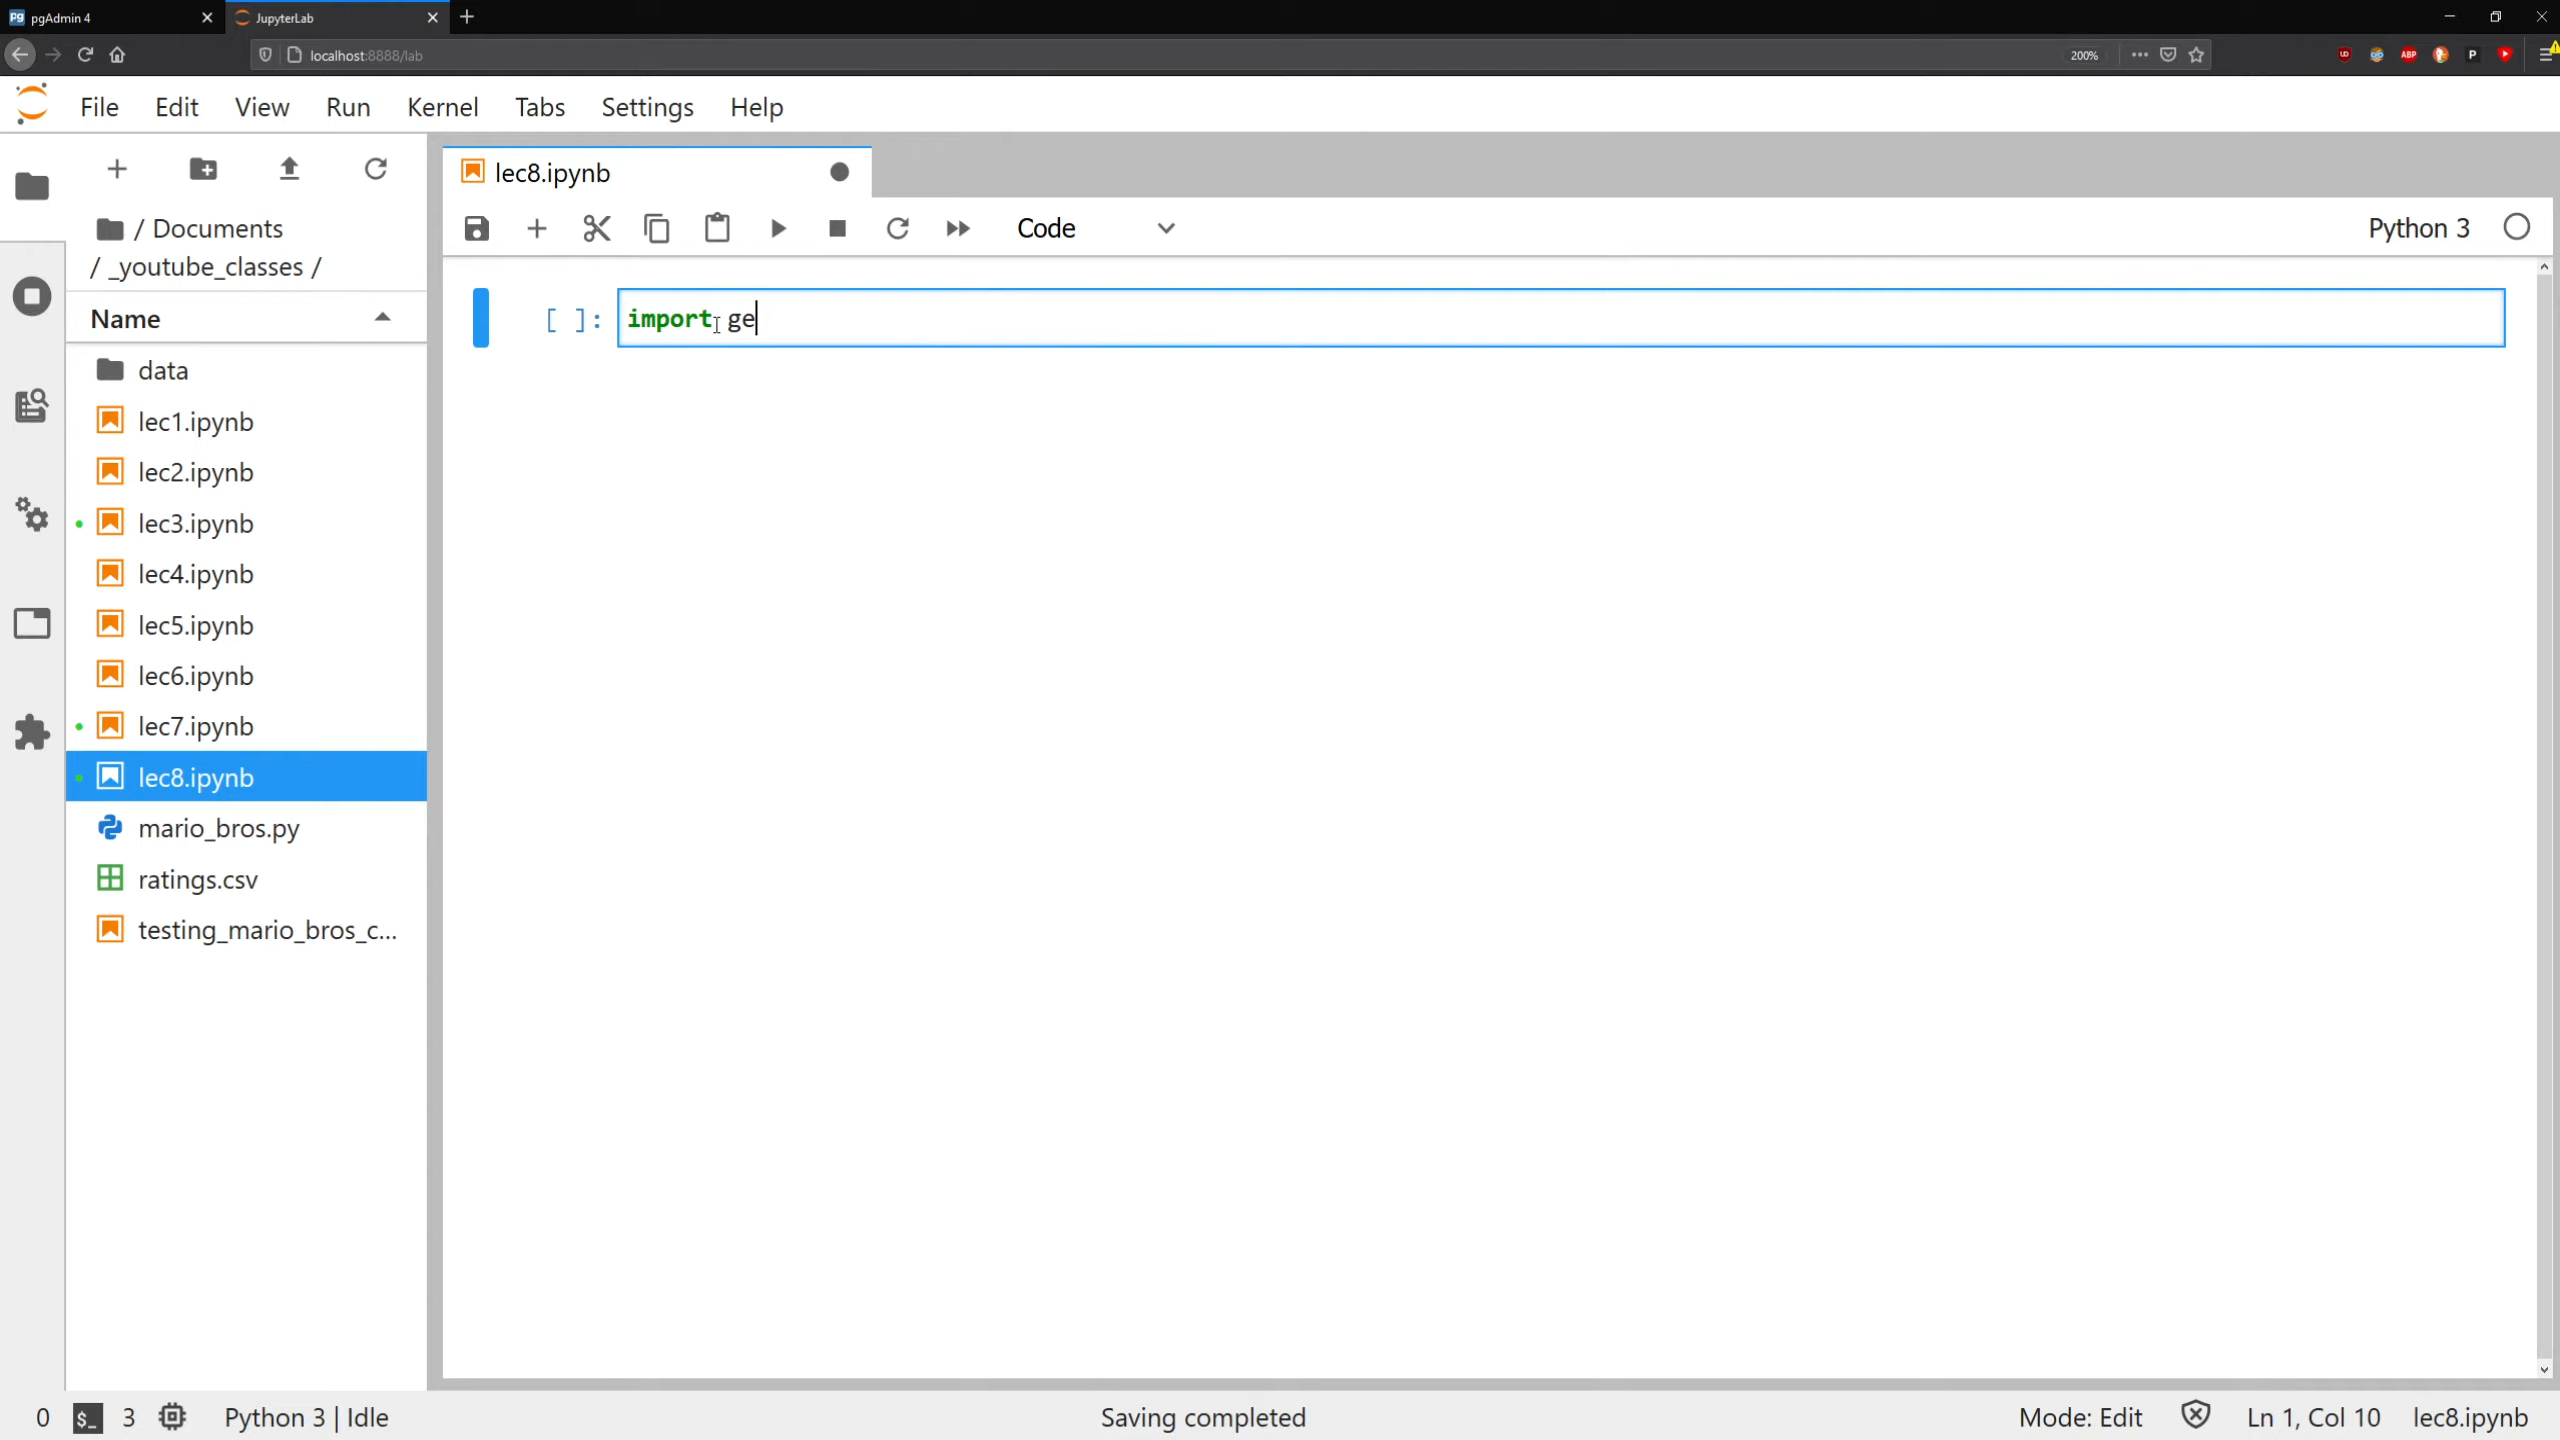 pgAdmin 4
JupyterLab
localhost:8888/lab
200%
File Edit View Run Kernel Tabs Settings Help
/ Documents
/ _youtube_classes /
Name
data
lec1.ipynb
lec2.ipynb
lec3.ipynb
lec4.ipynb
lec5.ipynb
lec6.ipynb
lec7.ipynb
lec8.ipynb
mario_bros.py
ratings.csv
testing_mario_bros_c...
lec8.ipynb
Code
Python 3
[ ]: import ge
0 $_ 3 Python 3 | Idle
Saving completed
Mode: Edit Ln 1, Col 10 lec8.ipynb